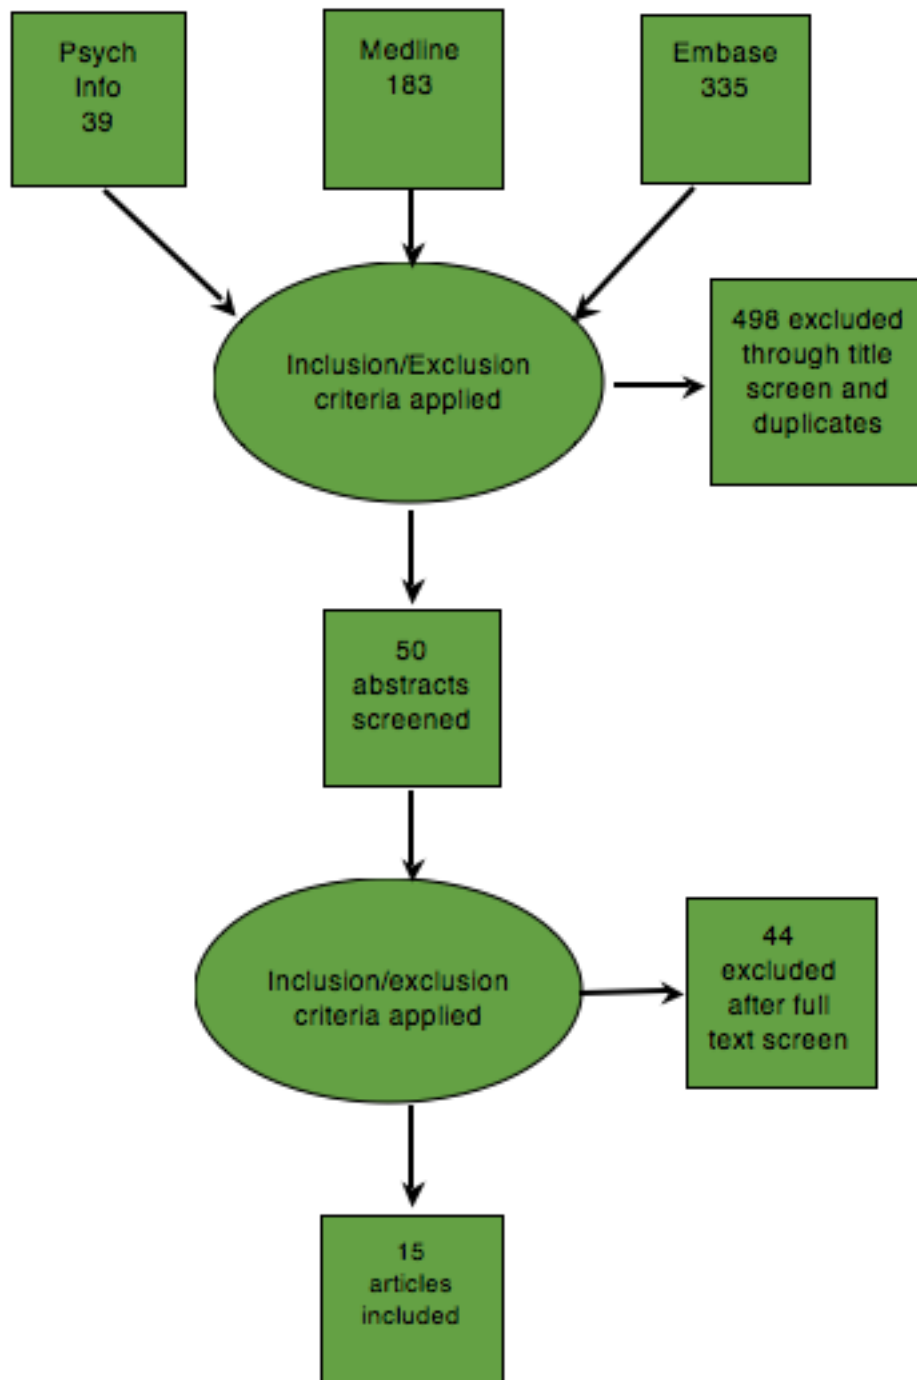 Psych
Info
39
Medline
183
Embase
335
Inclusion/Exclusion
criteria applied
498 excluded
through title
screen and
duplicates
50
abstracts
screened
Inclusion/exclusion
criteria applied
44
excluded
after full
text screen
15
articles
included